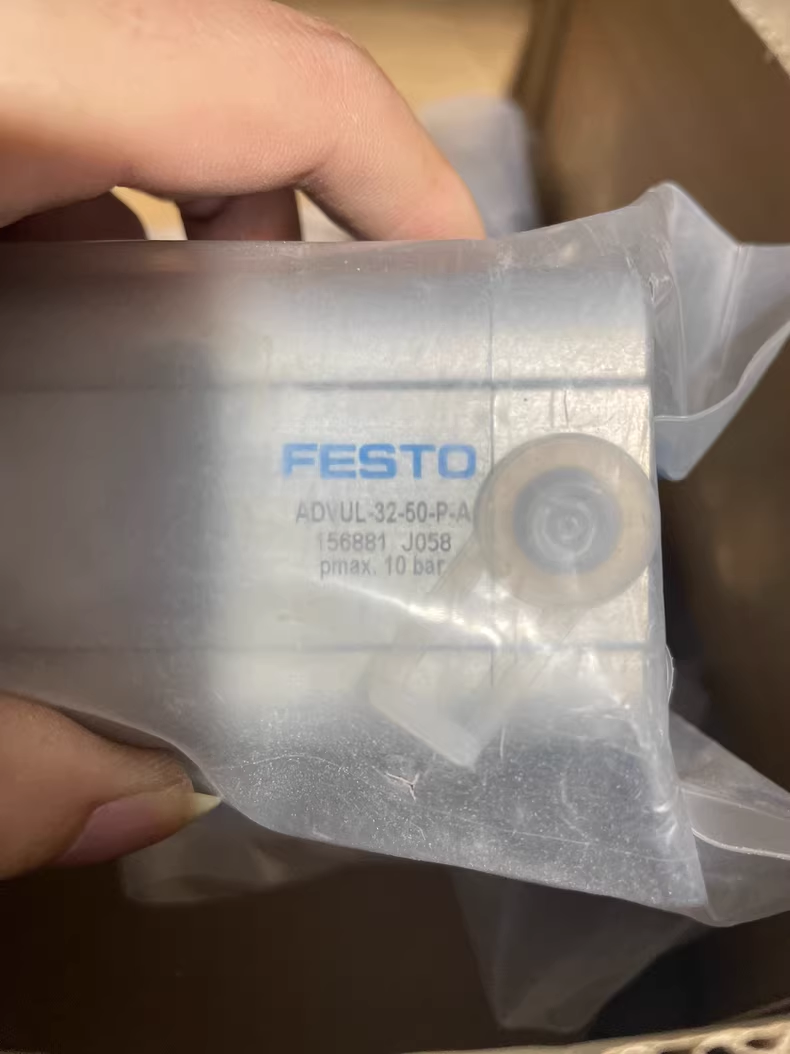 FESTO
ADVUL-32-50-P-A
156881 J058
pmax. 10 bar